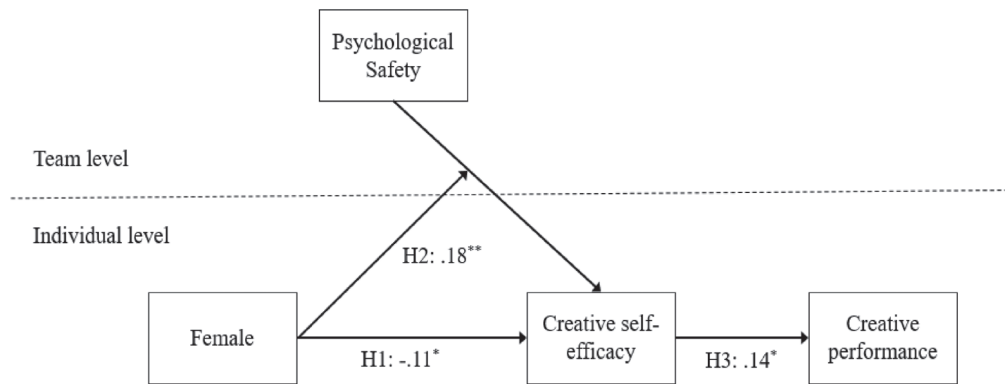 Psychological
Safety
Team level
Individual level
H2: .18**
Female
Creative self-
efficacy
Creative
performance
H1: -.11*
H3: .14*